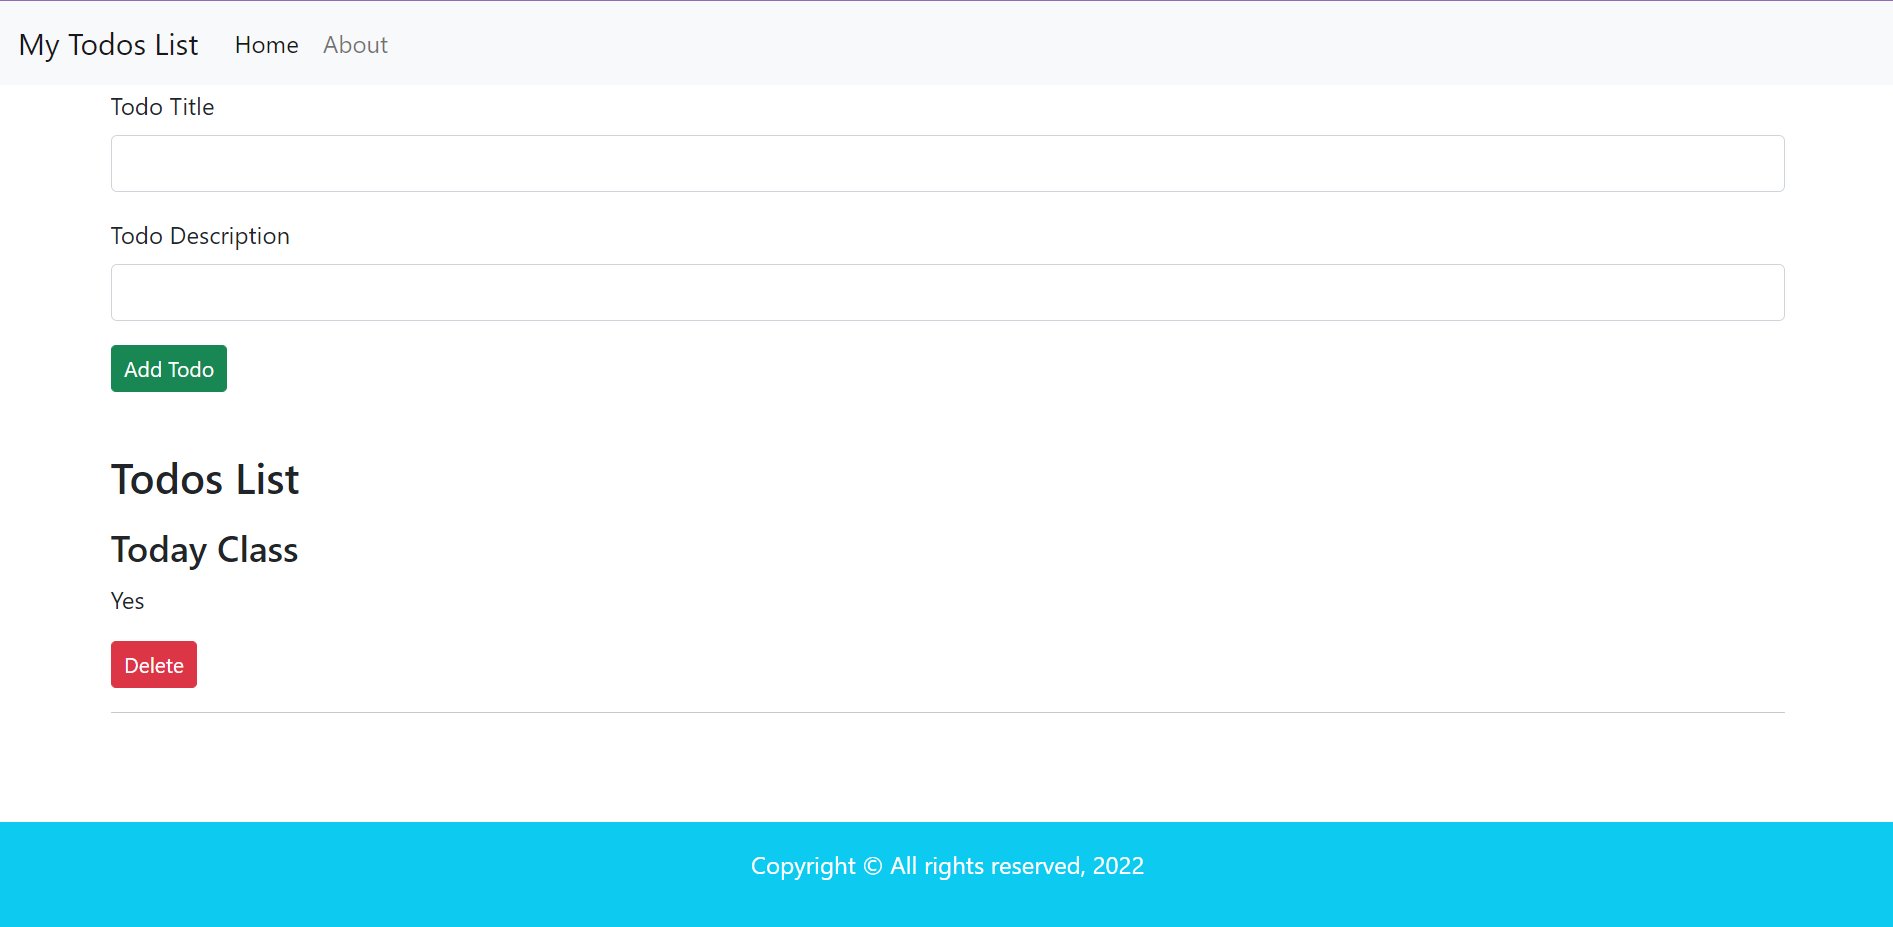 My Todos List Home About
Todo Title
Todo Description
Add Todo
Todos List
Today Class
Yes
Delete
Copyright © All rights reserved, 2022